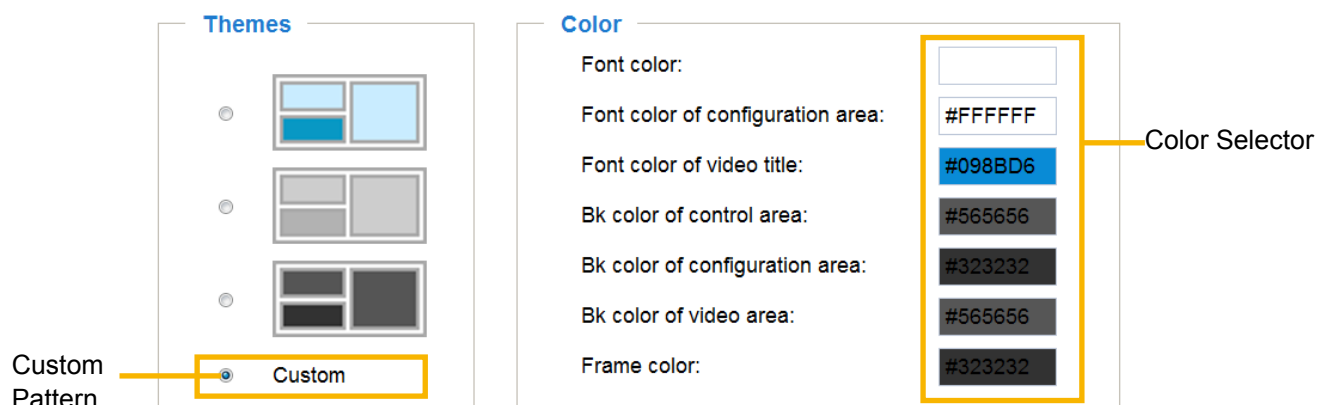 Themes
Custom
Custom
Pattern
Color
Font color:
Font color of configuration area: #FFFFFF
Font color of video title: #098BD6
Bk color of control area: #565656
Bk color of configuration area: #323232
Bk color of video area: #565656
Frame color: #323232
Color Selector